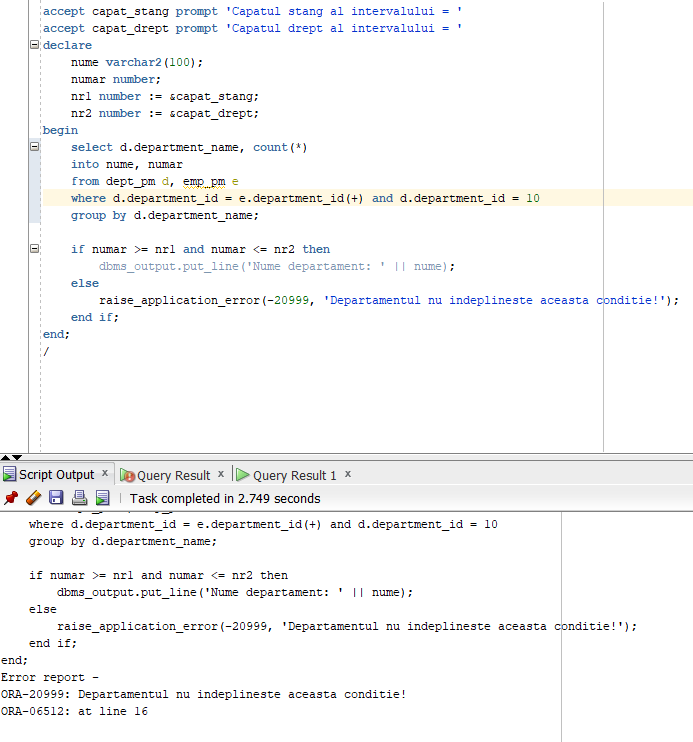 accept capat_stang prompt 'Capatul stang al intervalului = '
accept capat_drept prompt 'Capatul drept al intervalului = '
declare
    nume varchar2(100);
    numar number;
    nr1 number := &capat_stang;
    nr2 number := &capat_drept;
begin
    select d.department_name, count(*)
    into nume, numar
    from dept_pm d, emp_pm e
    where d.department_id = e.department_id(+) and d.department_id = 10
    group by d.department_name;

    if numar >= nr1 and numar <= nr2 then
        dbms_output.put_line('Nume departament: ' || nume);
    else
        raise_application_error(-20999, 'Departamentul nu indeplineste aceasta conditie!');
    end if;
end;
/
Script Output x Query Result x Query Result 1 x
Task completed in 2.749 seconds
    where d.department_id = e.department_id(+) and d.department_id = 10
    group by d.department_name;

    if numar >= nr1 and numar <= nr2 then
        dbms_output.put_line('Nume departament: ' || nume);
    else
        raise_application_error(-20999, 'Departamentul nu indeplineste aceasta conditie!');
    end if;
end;
Error report -
ORA-20999: Departamentul nu indeplineste aceasta conditie!
ORA-06512: at line 16